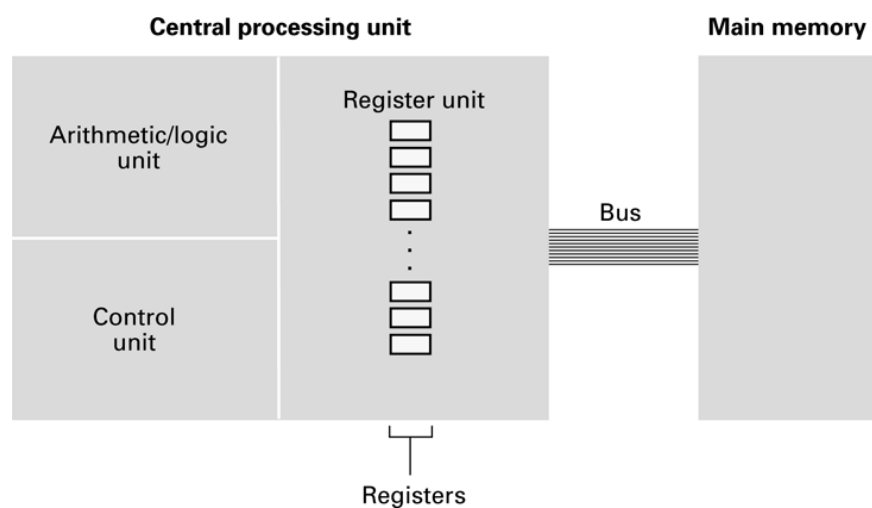 Central processing unit
Main memory
Arithmetic/logic
unit
Register unit
Bus
Control
unit
Registers